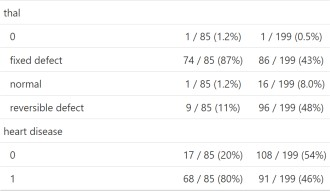 thal
0 1 / 85 (1.2%) 1 / 199 (0.5%)
fixed defect 74 / 85 (87%) 86 / 199 (43%)
normal 1 / 85 (1.2%) 16 / 199 (8.0%)
reversible defect 9 / 85 (11%) 96 / 199 (48%)
heart disease
0 17 / 85 (20%) 108 / 199 (54%)
1 68 / 85 (80%) 91 / 199 (46%)